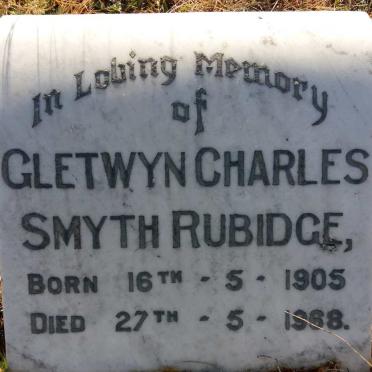 In Loving Memory
of
GLETWYN CHARLES
SMYTH RUBIDGE,
BORN 16TH - 5 - 1905
DIED 27TH - 5 - 1968.